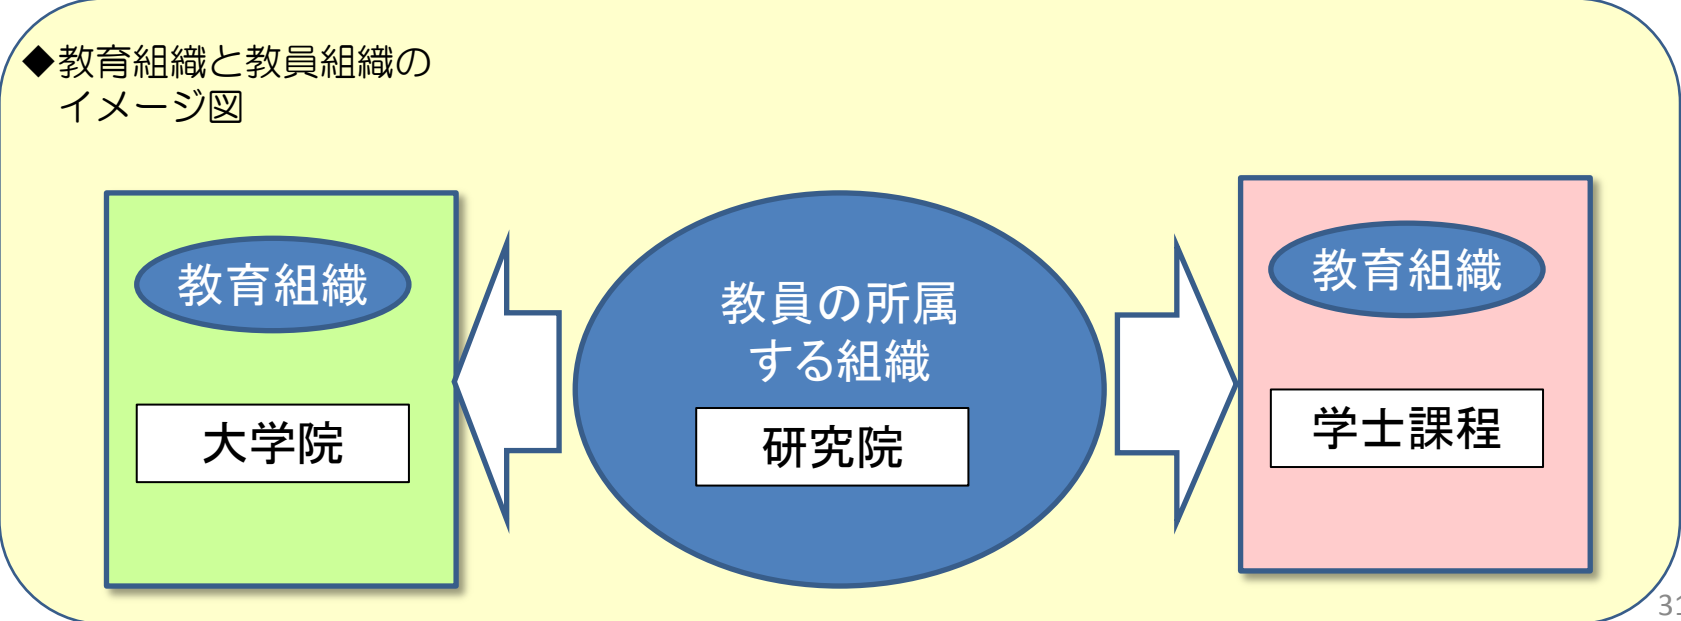 ◆教育組織と教員組織の
イメージ図
教育組織
大学院
教員の所属
する組織
研究院
教育組織
学士課程
31